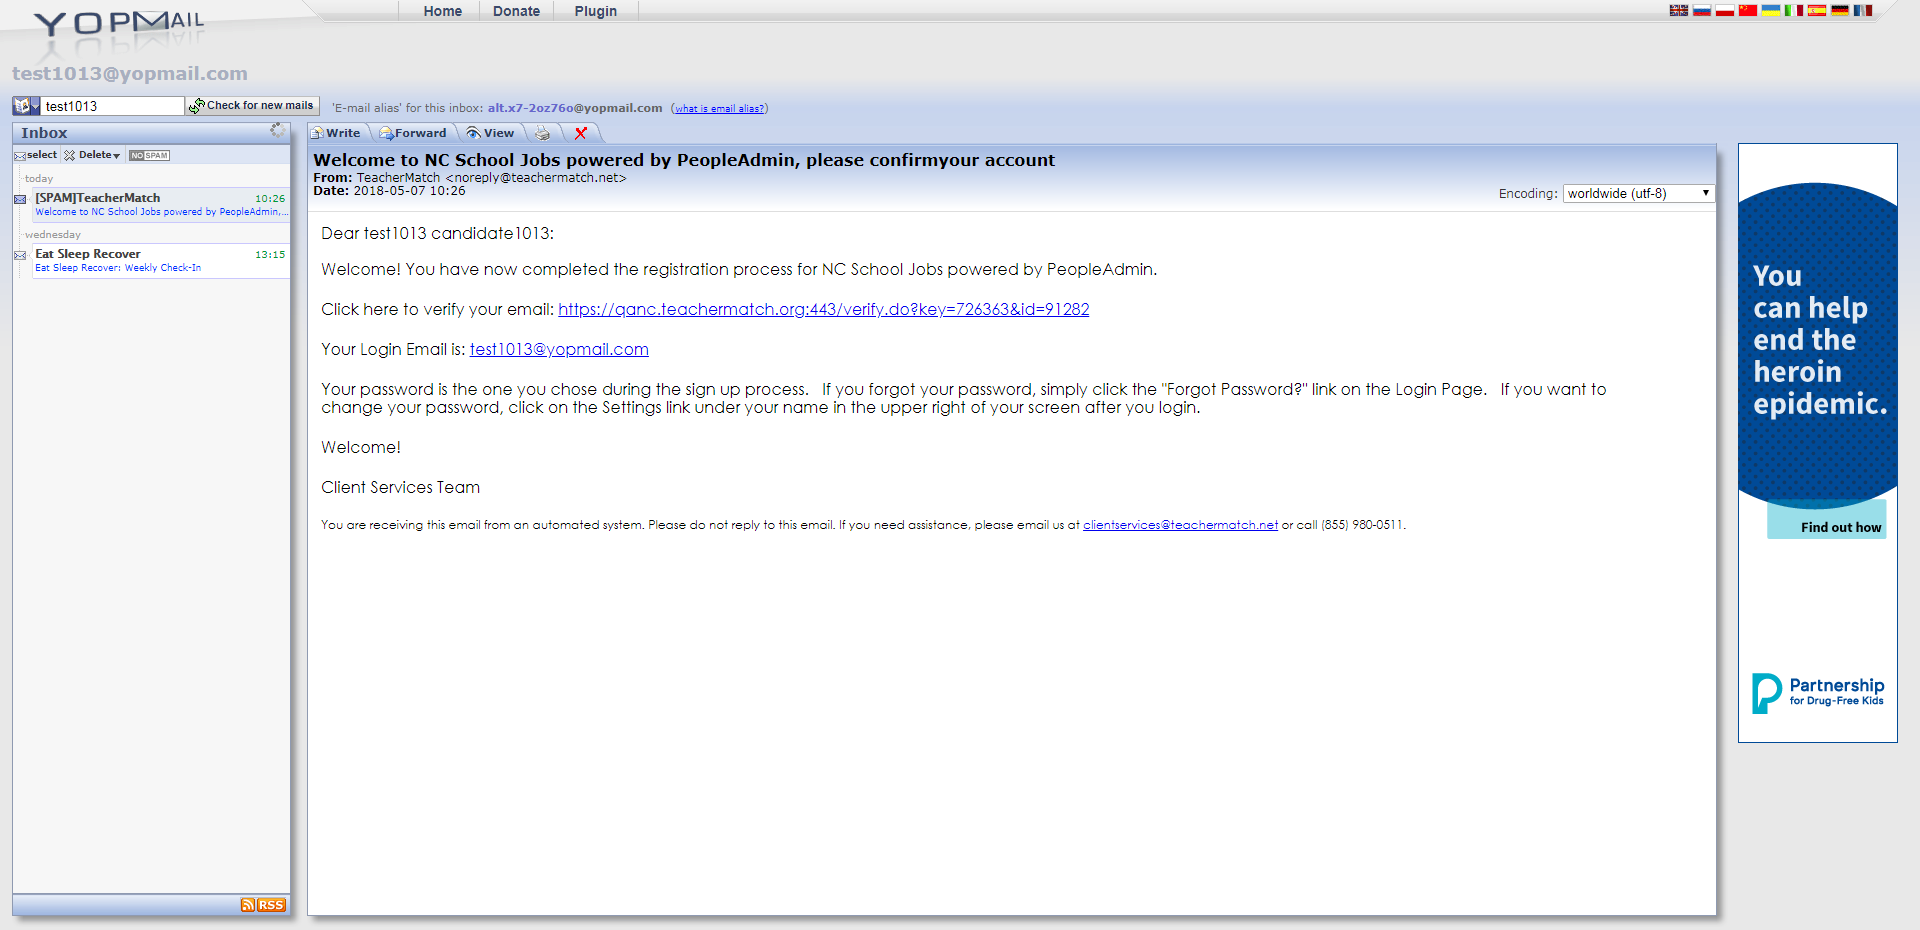 YOPMAIL
Home Donate Plugin
test1013@yopmail.com
test1013 Check for new mails 'E-mail alias' for this inbox: alt.x7-2oz76o@yopmail.com (what is email alias?)
Inbox
select Delete NO SPAM
today
[SPAM]TeacherMatch 10:26
Welcome to NC School Jobs powered by PeopleAdmin,...
wednesday
Eat Sleep Recover 13:15
Eat Sleep Recover: Weekly Check-In
RSS
Write Forward View
Welcome to NC School Jobs powered by PeopleAdmin, please confirmyour account
From: TeacherMatch <noreply@teachermatch.net>
Date: 2018-05-07 10:26
Encoding: worldwide (utf-8)
Dear test1013 candidate1013:
Welcome! You have now completed the registration process for NC School Jobs powered by PeopleAdmin.
Click here to verify your email: https://qanc.teachermatch.org:443/verify.do?key=726363&id=91282
Your Login Email is: test1013@yopmail.com
Your password is the one you chose during the sign up process. If you forgot your password, simply click the "Forgot Password?" link on the Login Page. If you want to
change your password, click on the Settings link under your name in the upper right of your screen after you login.
Welcome!
Client Services Team
You are receiving this email from an automated system. Please do not reply to this email. If you need assistance, please email us at clientservices@teachermatch.net or call (855) 980-0511.
You
can help
end the
heroin
epidemic.
Find out how
Partnership
for Drug-Free Kids